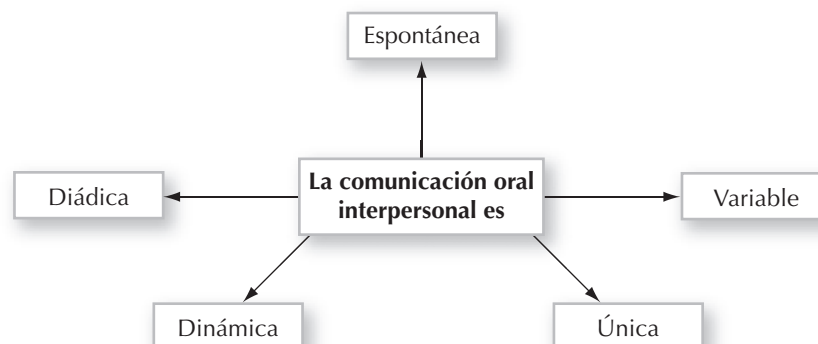 Espontánea
La comunicación oral
interpersonal es
Diádica
Variable
Dinámica
Única